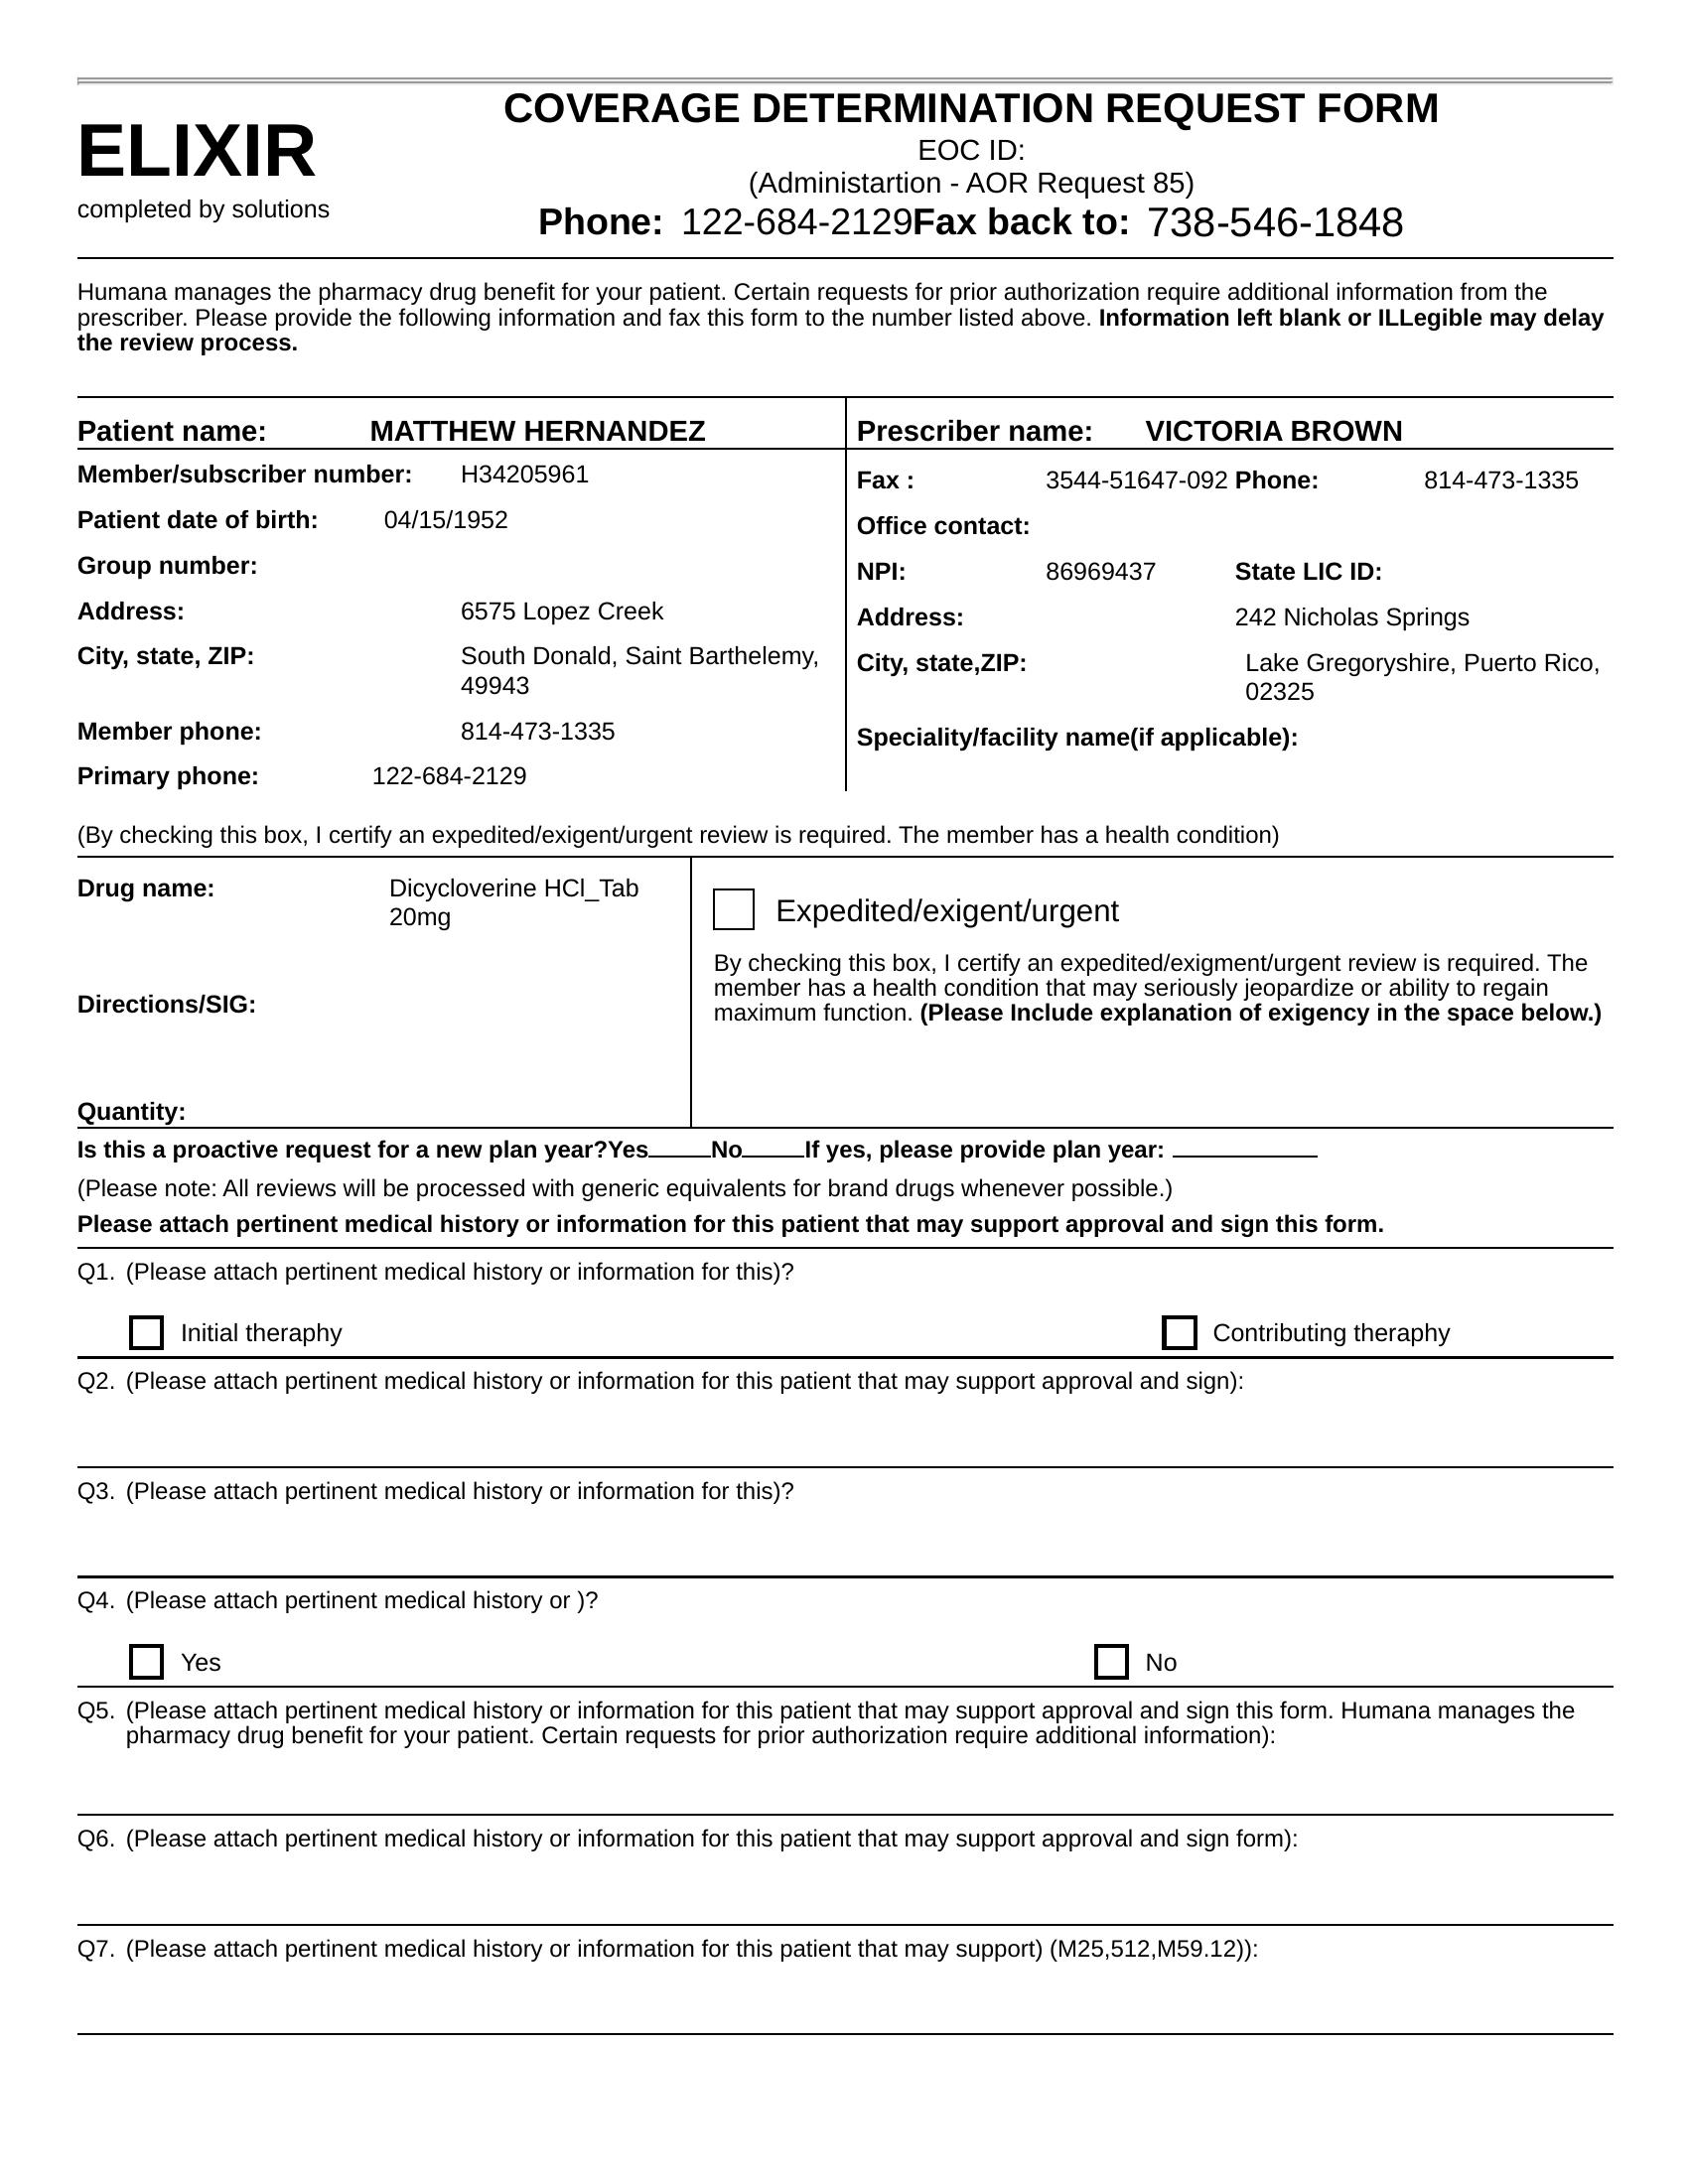 ELIXIR
completed by solutions
COVERAGE DETERMINATION REQUEST FORM
EOC ID:
(Administartion - AOR Request 85)
Phone: 122-684-2129Fax back to: 738-546-1848
Humana manages the pharmacy drug benefit for your patient. Certain requests for prior authorization require additional information from the
prescriber. Please provide the following information and fax this form to the number listed above. Information left blank or ILLegible may delay
the review process.
Patient name: MATTHEW HERNANDEZ
Member/subscriber number: H34205961
Patient date of birth: 04/15/1952
Group number:
Address: 6575 Lopez Creek
City, state, ZIP: South Donald, Saint Barthelemy,
49943
Member phone: 814-473-1335
Primary phone: 122-684-2129
Prescriber name: VICTORIA BROWN
Fax : 3544-51647-092 Phone: 814-473-1335
Office contact:
NPI: 86969437 State LIC ID:
Address: 242 Nicholas Springs
City, state,ZIP: Lake Gregoryshire, Puerto Rico,
02325
Speciality/facility name(if applicable):
(By checking this box, I certify an expedited/exigent/urgent review is required. The member has a health condition)
Drug name: Dicycloverine HCl_Tab
20mg
Directions/SIG:
Quantity:
Expedited/exigent/urgent
By checking this box, I certify an expedited/exigment/urgent review is required. The
member has a health condition that may seriously jeopardize or ability to regain
maximum function. (Please Include explanation of exigency in the space below.)
Is this a proactive request for a new plan year?Yes_____No_____If yes, please provide plan year: ___________
(Please note: All reviews will be processed with generic equivalents for brand drugs whenever possible.)
Please attach pertinent medical history or information for this patient that may support approval and sign this form.
Q1. (Please attach pertinent medical history or information for this)?
Initial theraphy Contributing theraphy
Q2. (Please attach pertinent medical history or information for this patient that may support approval and sign):
Q3. (Please attach pertinent medical history or information for this)?
Q4. (Please attach pertinent medical history or )?
Yes No
Q5. (Please attach pertinent medical history or information for this patient that may support approval and sign this form. Humana manages the
pharmacy drug benefit for your patient. Certain requests for prior authorization require additional information):
Q6. (Please attach pertinent medical history or information for this patient that may support approval and sign form):
Q7. (Please attach pertinent medical history or information for this patient that may support) (M25,512,M59.12)):